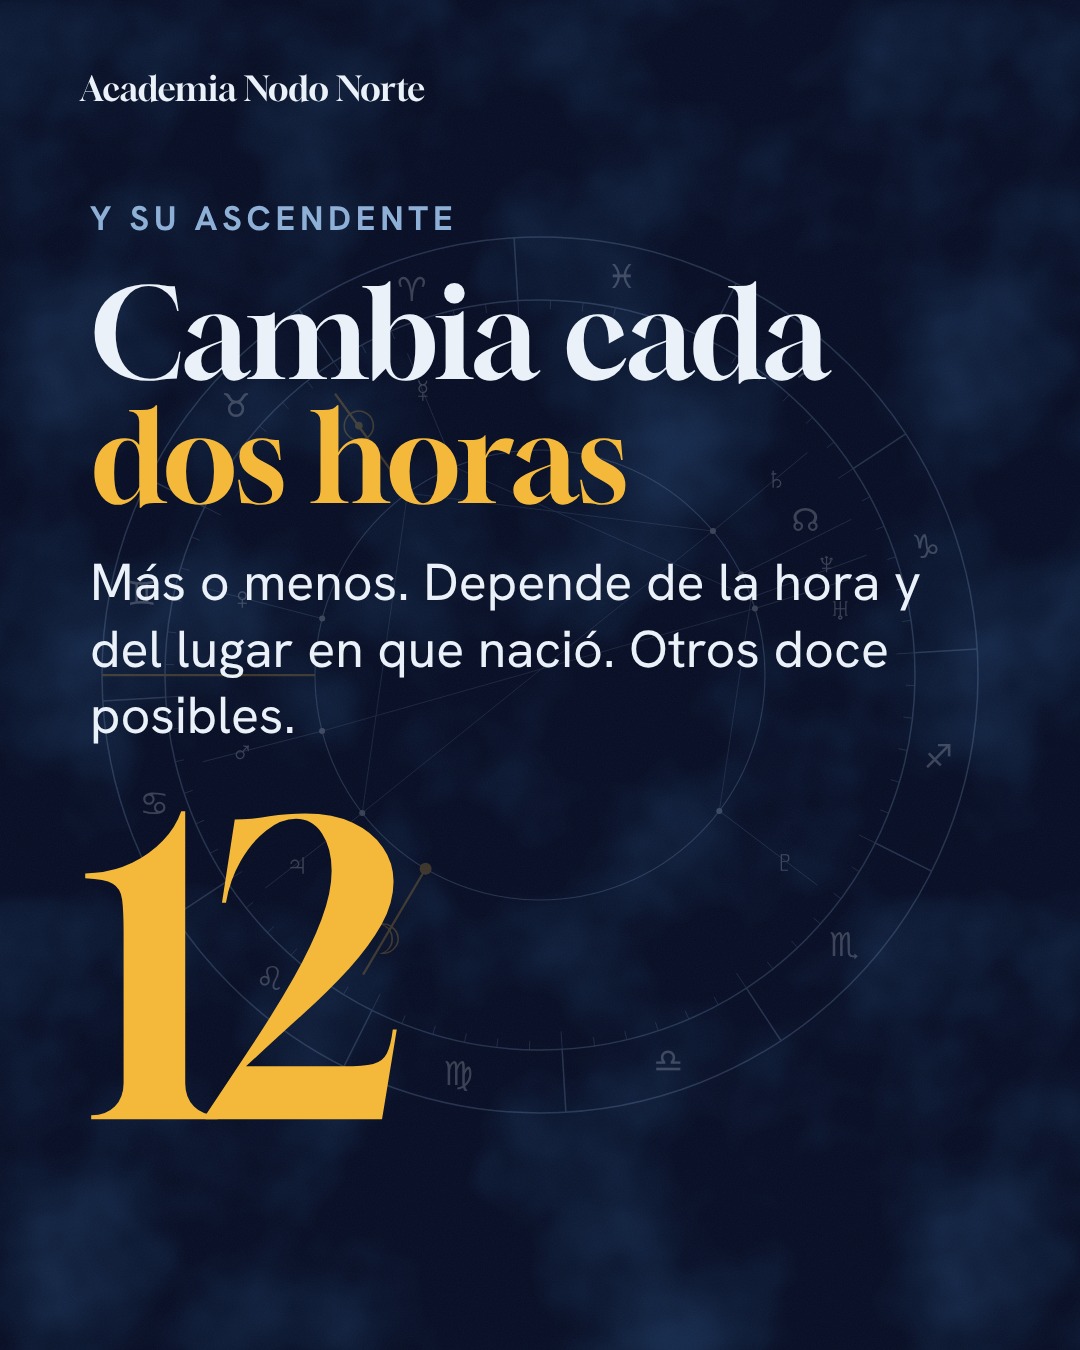 Academia Nodo Norte
Y SU ASCENDENTE
Cambia cada
dos horas
Más o menos. Depende de la hora y
del lugar en que nació. Otros doce
posibles.
12